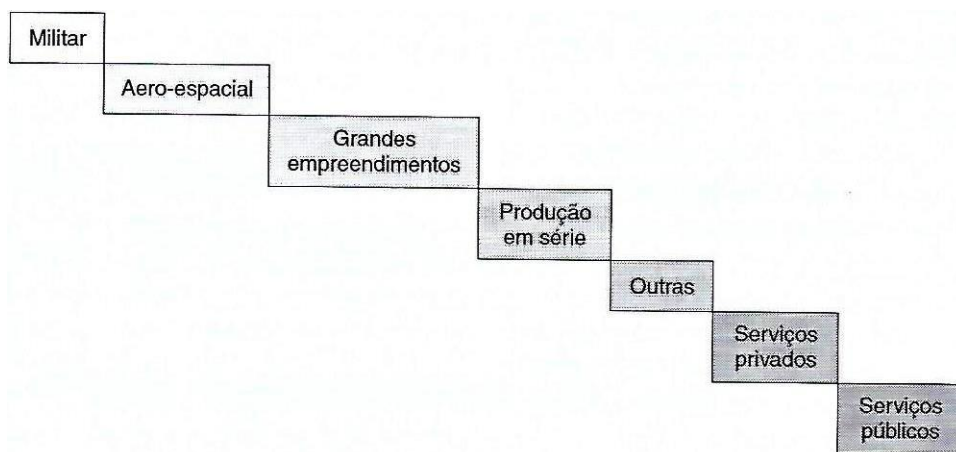 Militar
Aero-espacial
Grandes
empreendimentos
Produção
em série
Outras
Serviços
privados
Serviços
públicos